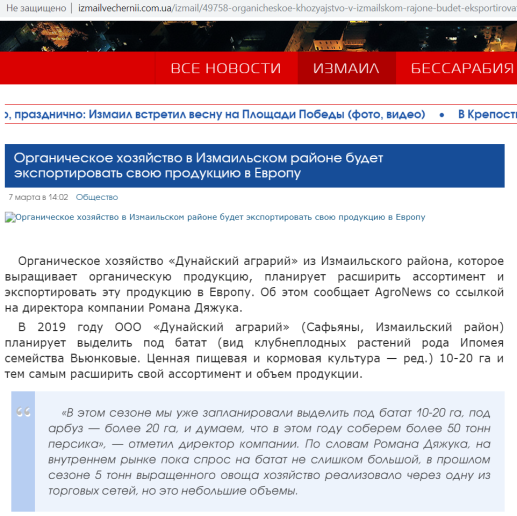 Не защищено | izmailvechernii.com.ua/izmail/49758-organicheskoe-khozyajstvo-v-izmailskom-rajone-budet-eksportirova
ВСЕ НОВОСТИ ИЗМАИЛ БЕССАРАБИЯ
о, празднично: Измаил встретил весну на Площади Победы (фото, видео) • В Крепост
Органическое хозяйство в Измаильском районе будет
экспортировать свою продукцию в Европу
7 марта в 14:02 Общество
Органическое хозяйство в Измаильском районе будет экспортировать свою продукцию в Европу
Органическое хозяйство «Дунайский аграрий» из Измаильского района, которое
выращивает органическую продукцию, планирует расширить ассортимент и
экспортировать эту продукцию в Европу. Об этом сообщает AgroNews со ссылкой
на директора компании Романа Дяжука.
В 2019 году ООО «Дунайский аграрий» (Сафьяны, Измаильский район)
планирует выделить под батат (вид клубнеплодных растений рода Ипомея
семейства Вьюнковые. Ценная пищевая и кормовая культура — ред.) 10-20 га и
тем самым расширить свой ассортимент и объем продукции.
«В этом сезоне мы уже запланировали выделить под батат 10-20 га, под
арбуз — более 20 га, и думаем, что в этом году соберем более 50 тонн
персика», — отметил директор компании. По словам Романа Дяжука, на
внутреннем рынке пока спрос на батат не слишком большой, в прошлом
сезоне 5 тонн выращенного овоща хозяйство реализовало через одну из
торговых сетей, но это небольшие объемы.